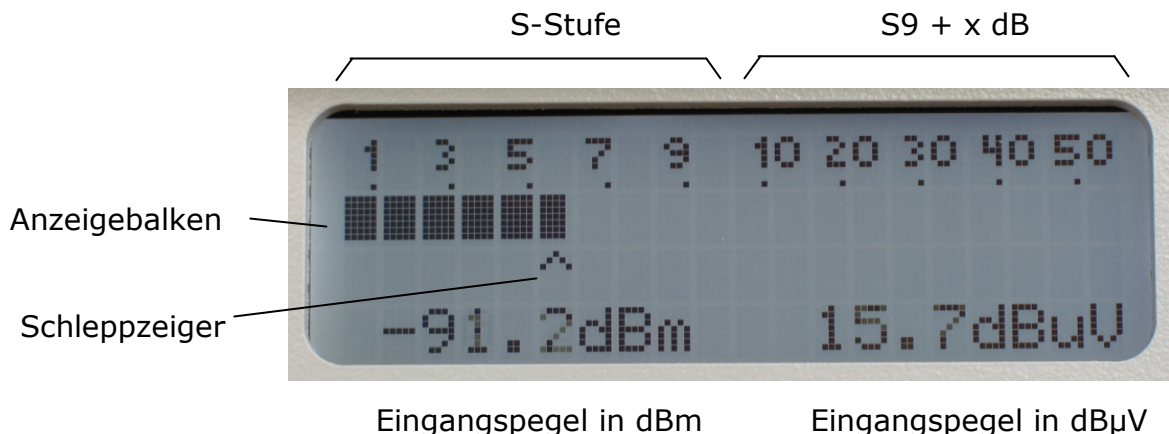 S-Stufe S9 + x dB
1 3 5 7 9 10 20 30 40 50
Anzeigebalken
Schleppzeiger
-91.2dBm 15.7dBuV
Eingangspegel in dBm Eingangspegel in dBµV